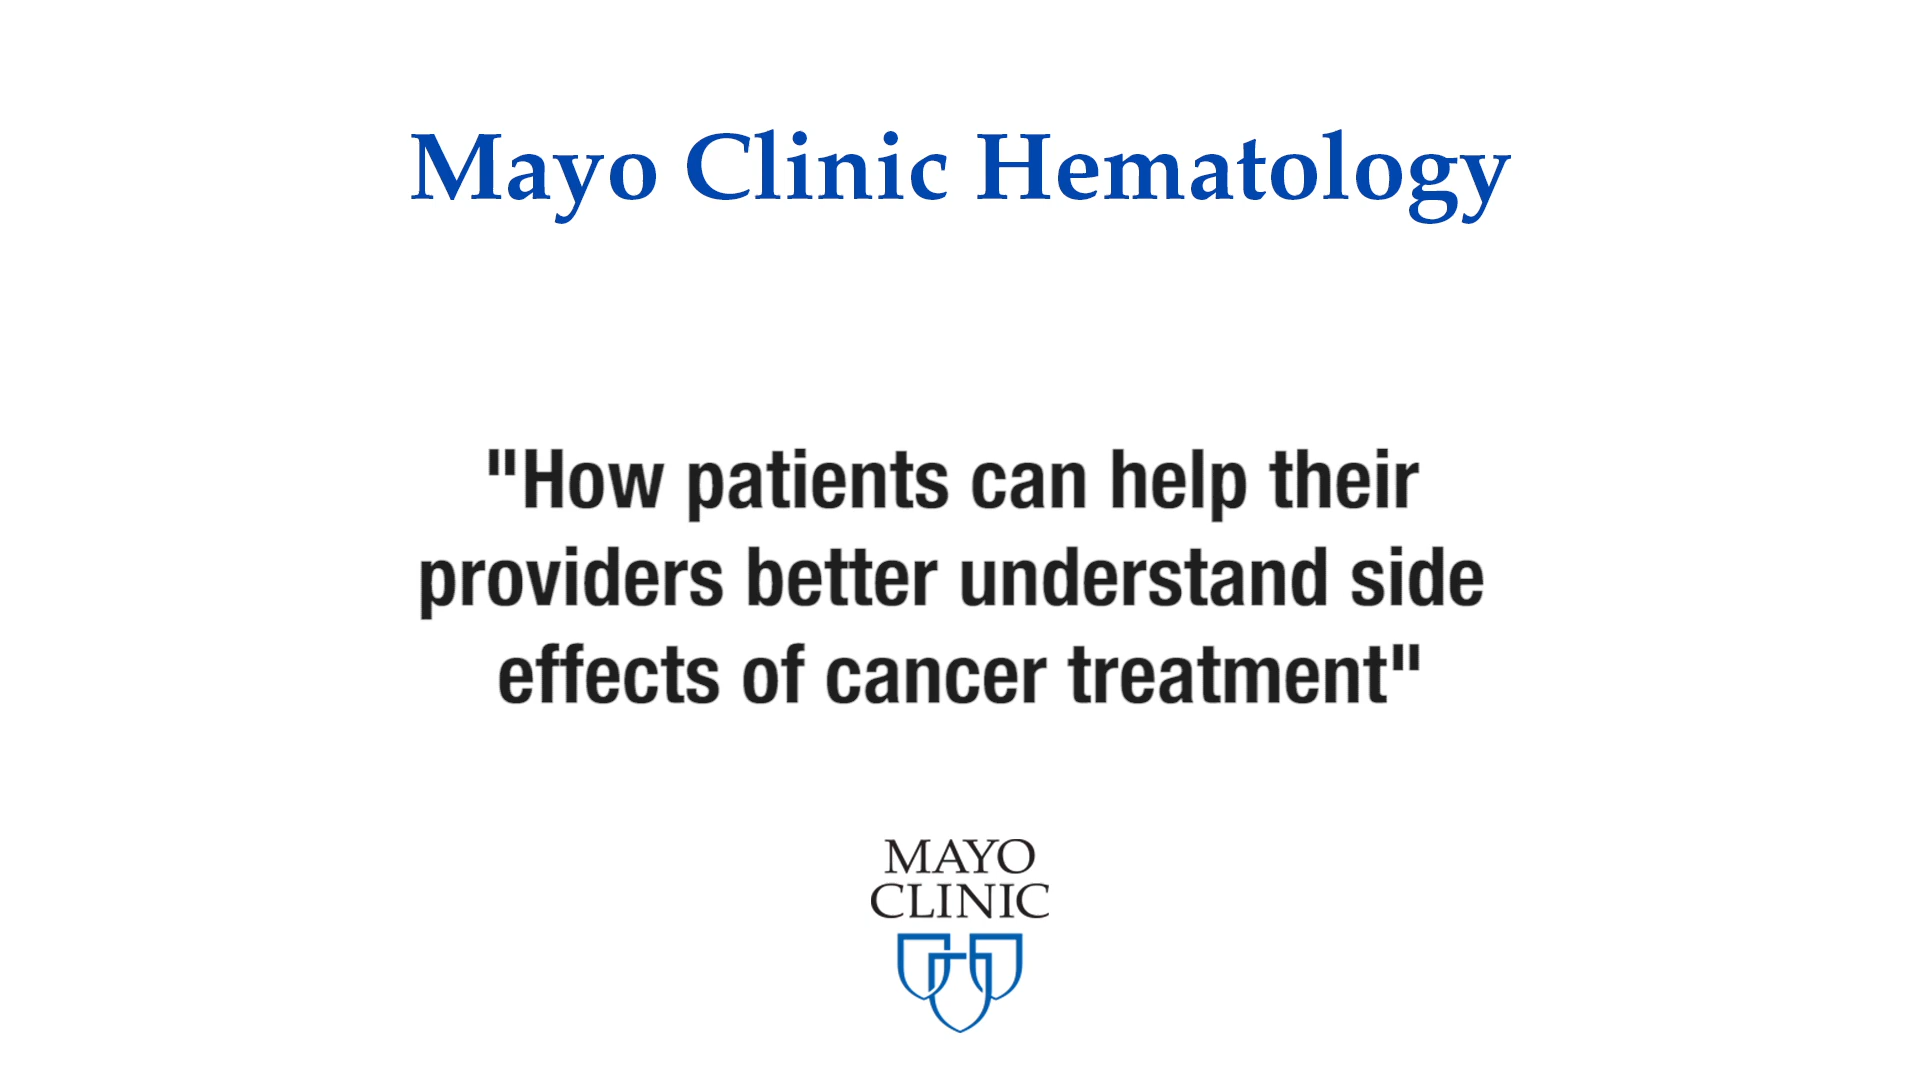 Mayo Clinic Hematology
"How patients can help their
providers better understand side
effects of cancer treatment"
MAYO
CLINIC